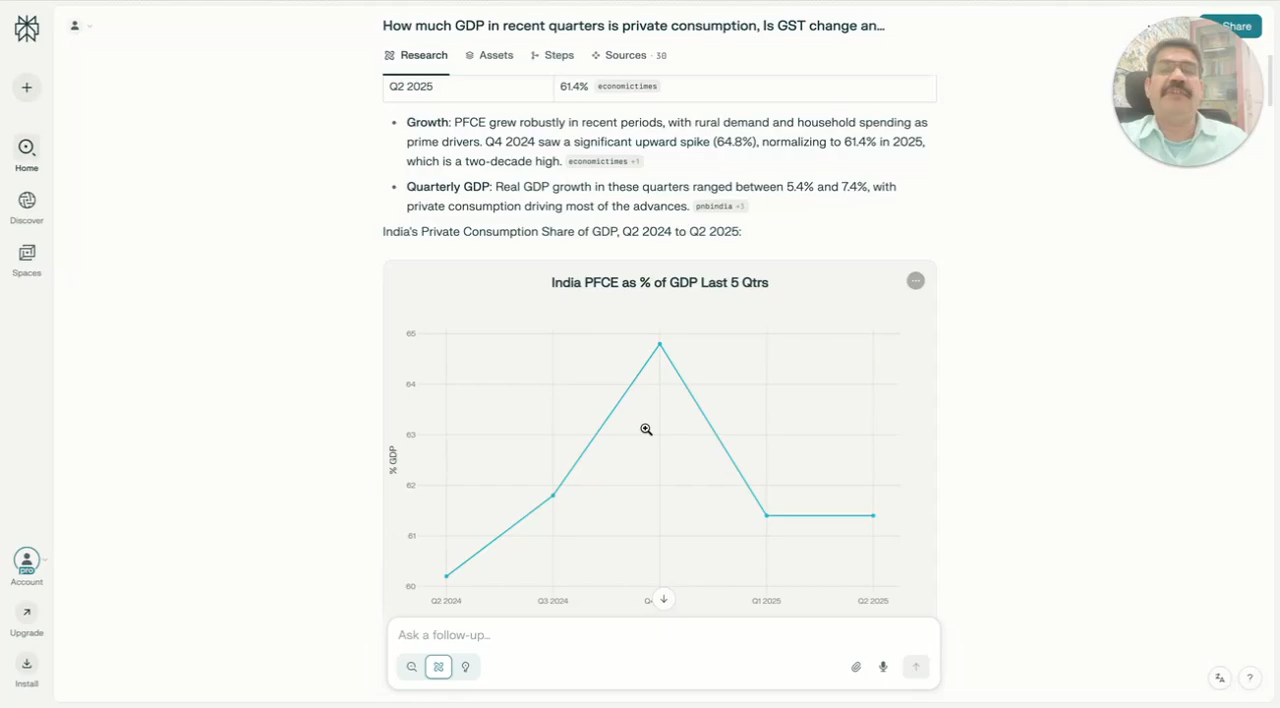 How much GDP in recent quarters is private consumption, Is GST change an...
Share
Research
Assets
Steps
Sources · 30
Q2 2025
61.4% economictimes
• Growth: PFCE grew robustly in recent periods, with rural demand and household spending as
prime drivers. Q4 2024 saw a significant upward spike (64.8%), normalizing to 61.4% in 2025,
which is a two-decade high. economictimes +1
• Quarterly GDP: Real GDP growth in these quarters ranged between 5.4% and 7.4%, with
private consumption driving most of the advances. pnbindia +3
India's Private Consumption Share of GDP, Q2 2024 to Q2 2025:
India PFCE as % of GDP Last 5 Qtrs
65
64
63
62
61
60
% GDP
Q2 2024
Q3 2024
Q1 2025
Q2 2025
Ask a follow-up...
Home
Discover
Spaces
pro
Account
Upgrade
Install
?